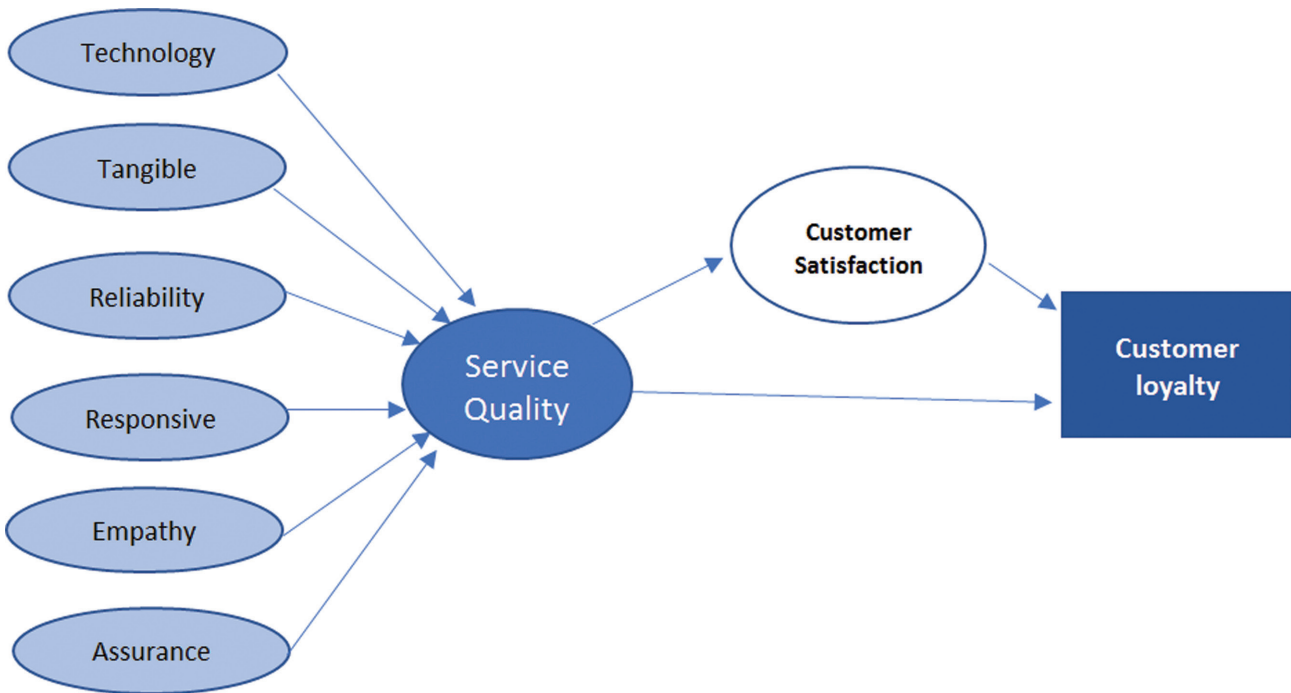 Technology
Tangible
Reliability
Responsive
Empathy
Assurance
Service
Quality
Customer
Satisfaction
Customer
loyalty